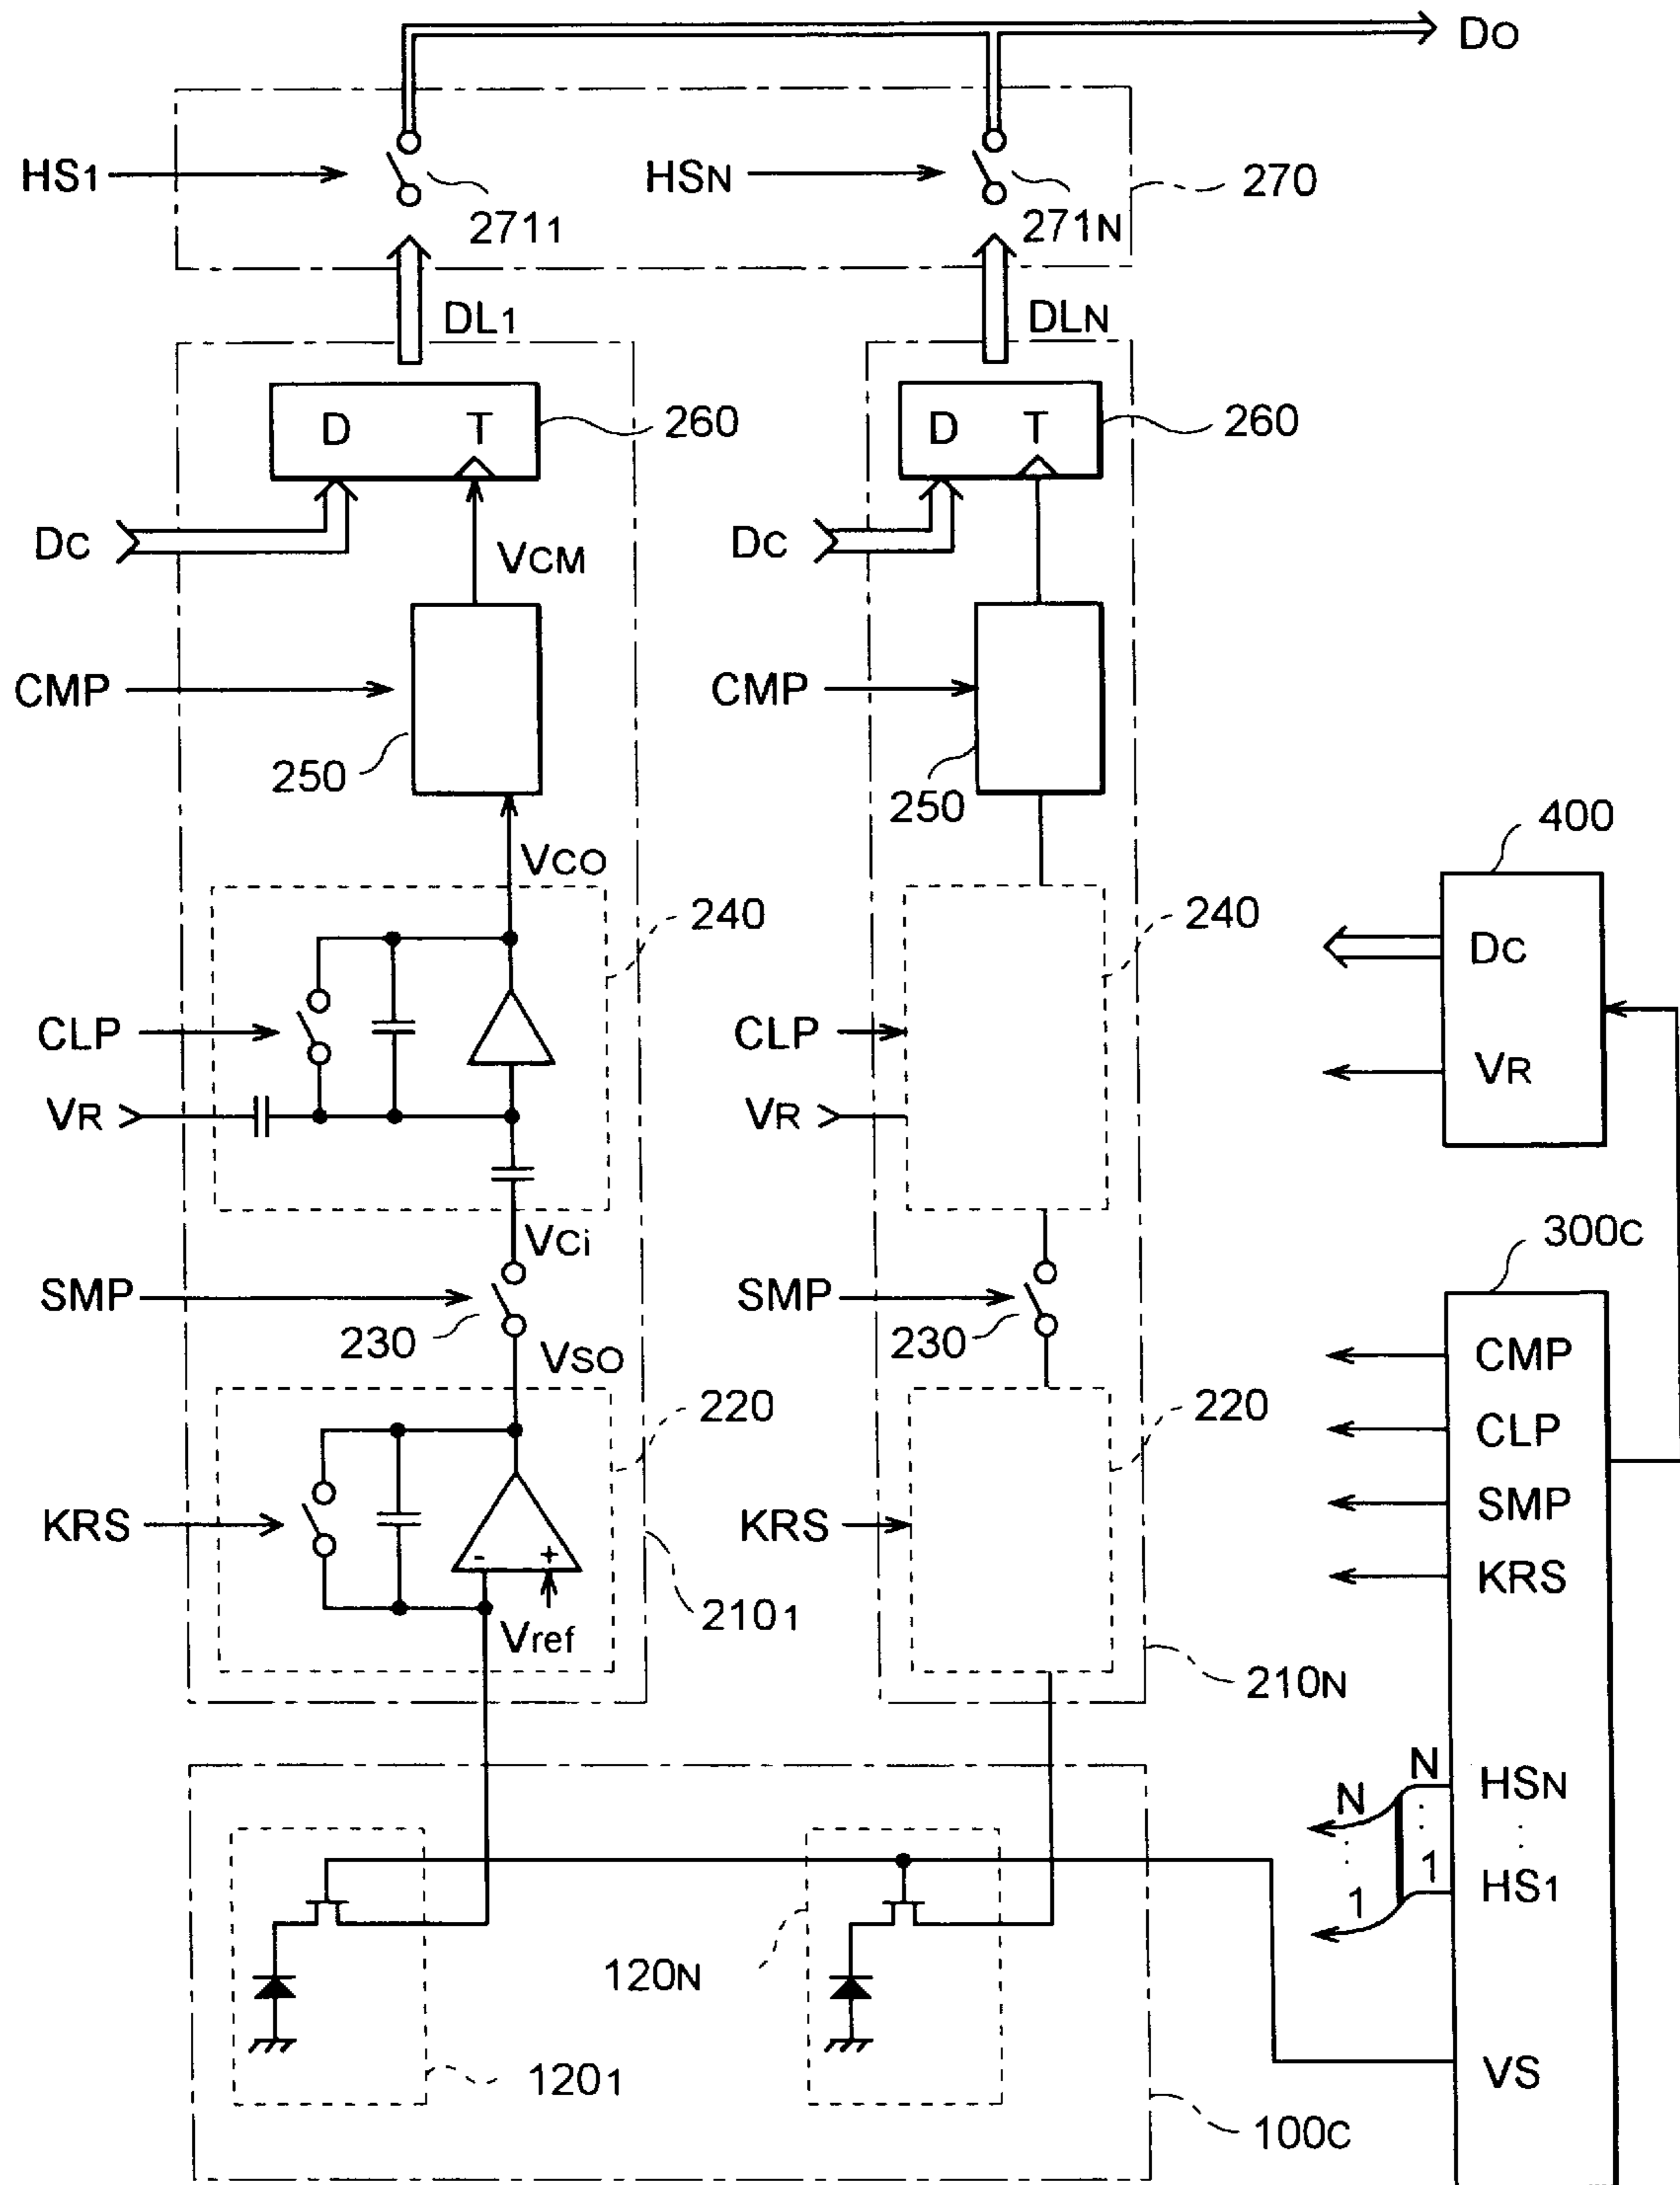 DO
HS1
HSN
270
2711
271N
DL1
DLN
D T
260
D T
260
DC
DC
VCM
CMP
CMP
250
250
400
VCO
240
240
DC
CLP
CLP
VR
VR
VR
VCi
300C
SMP
SMP
230
230
VSO
CMP
220
220
CLP
SMP
KRS
KRS
KRS
- +
Vref
2101
210N
N
HSN
N
1
HS1
1
120N
1201
VS
100C